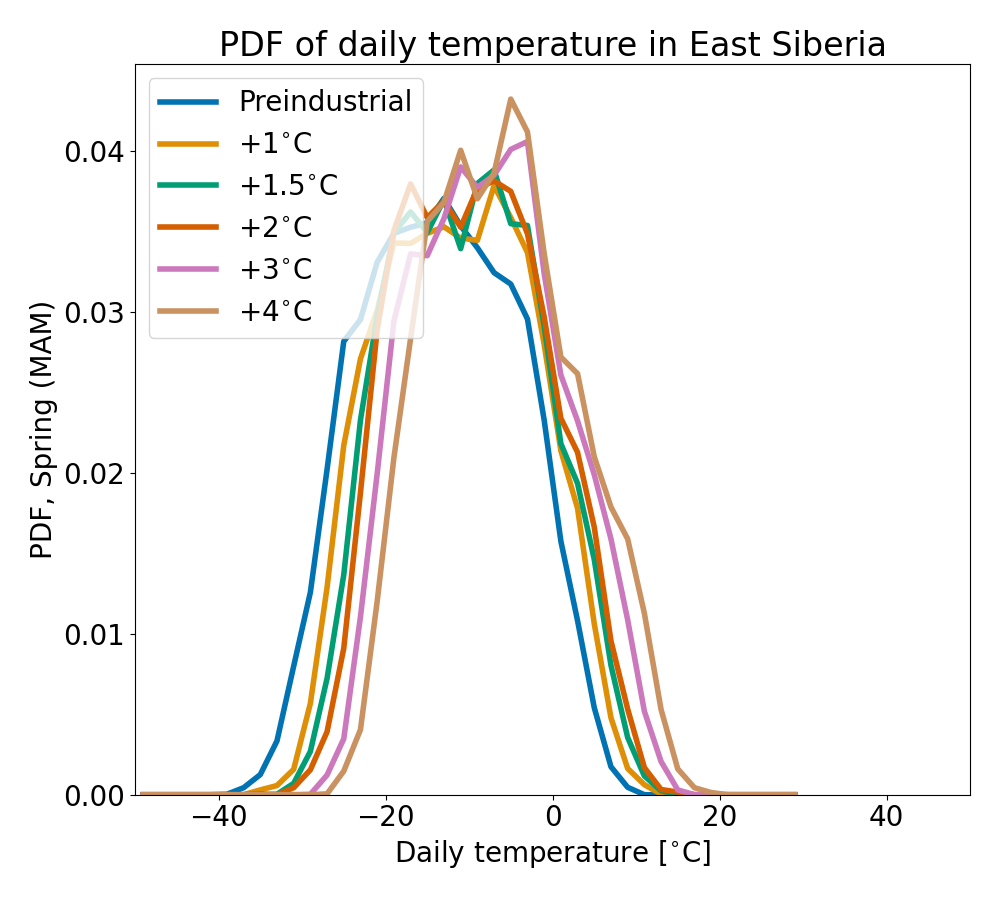 PDF of daily temperature in East Siberia
Preindustrial
+1°C
+1.5°C
+2°C
+3°C
+4°C
PDF, Spring (MAM)
0.04
0.03
0.02
0.01
0.00
−40 −20 0 20 40
Daily temperature [°C]